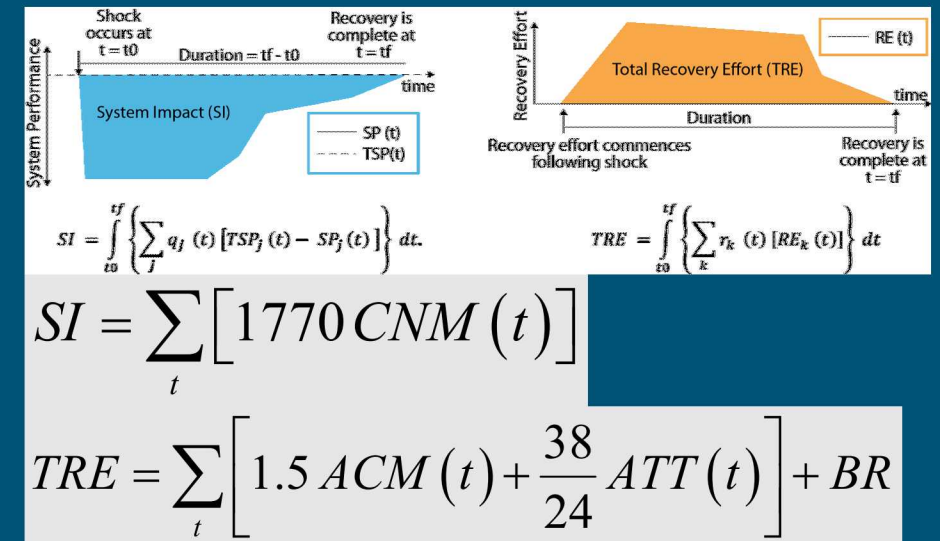 Shock
occurs at
t = t0
Recovery is
complete at
t = tf
Duration = tf - t0
time
System Performance
System Impact (SI)
SP (t)
TSP(t)
Recovery Effort
RE (t)
Total Recovery Effort (TRE)
time
Duration
Recovery effort commences
following shock
Recovery is
complete at
t = tf
SI = ∫_{t0}^{tf} { ∑_j q_j (t) [TSP_j (t) − SP_j (t)] } dt.
TRE = ∫_{t0}^{tf} { ∑_k r_k (t) [RE_k (t)] } dt
SI = ∑_t [1770 CNM (t)]
TRE = ∑_t [1.5 ACM (t) + 38/24 ATT (t)] + BR